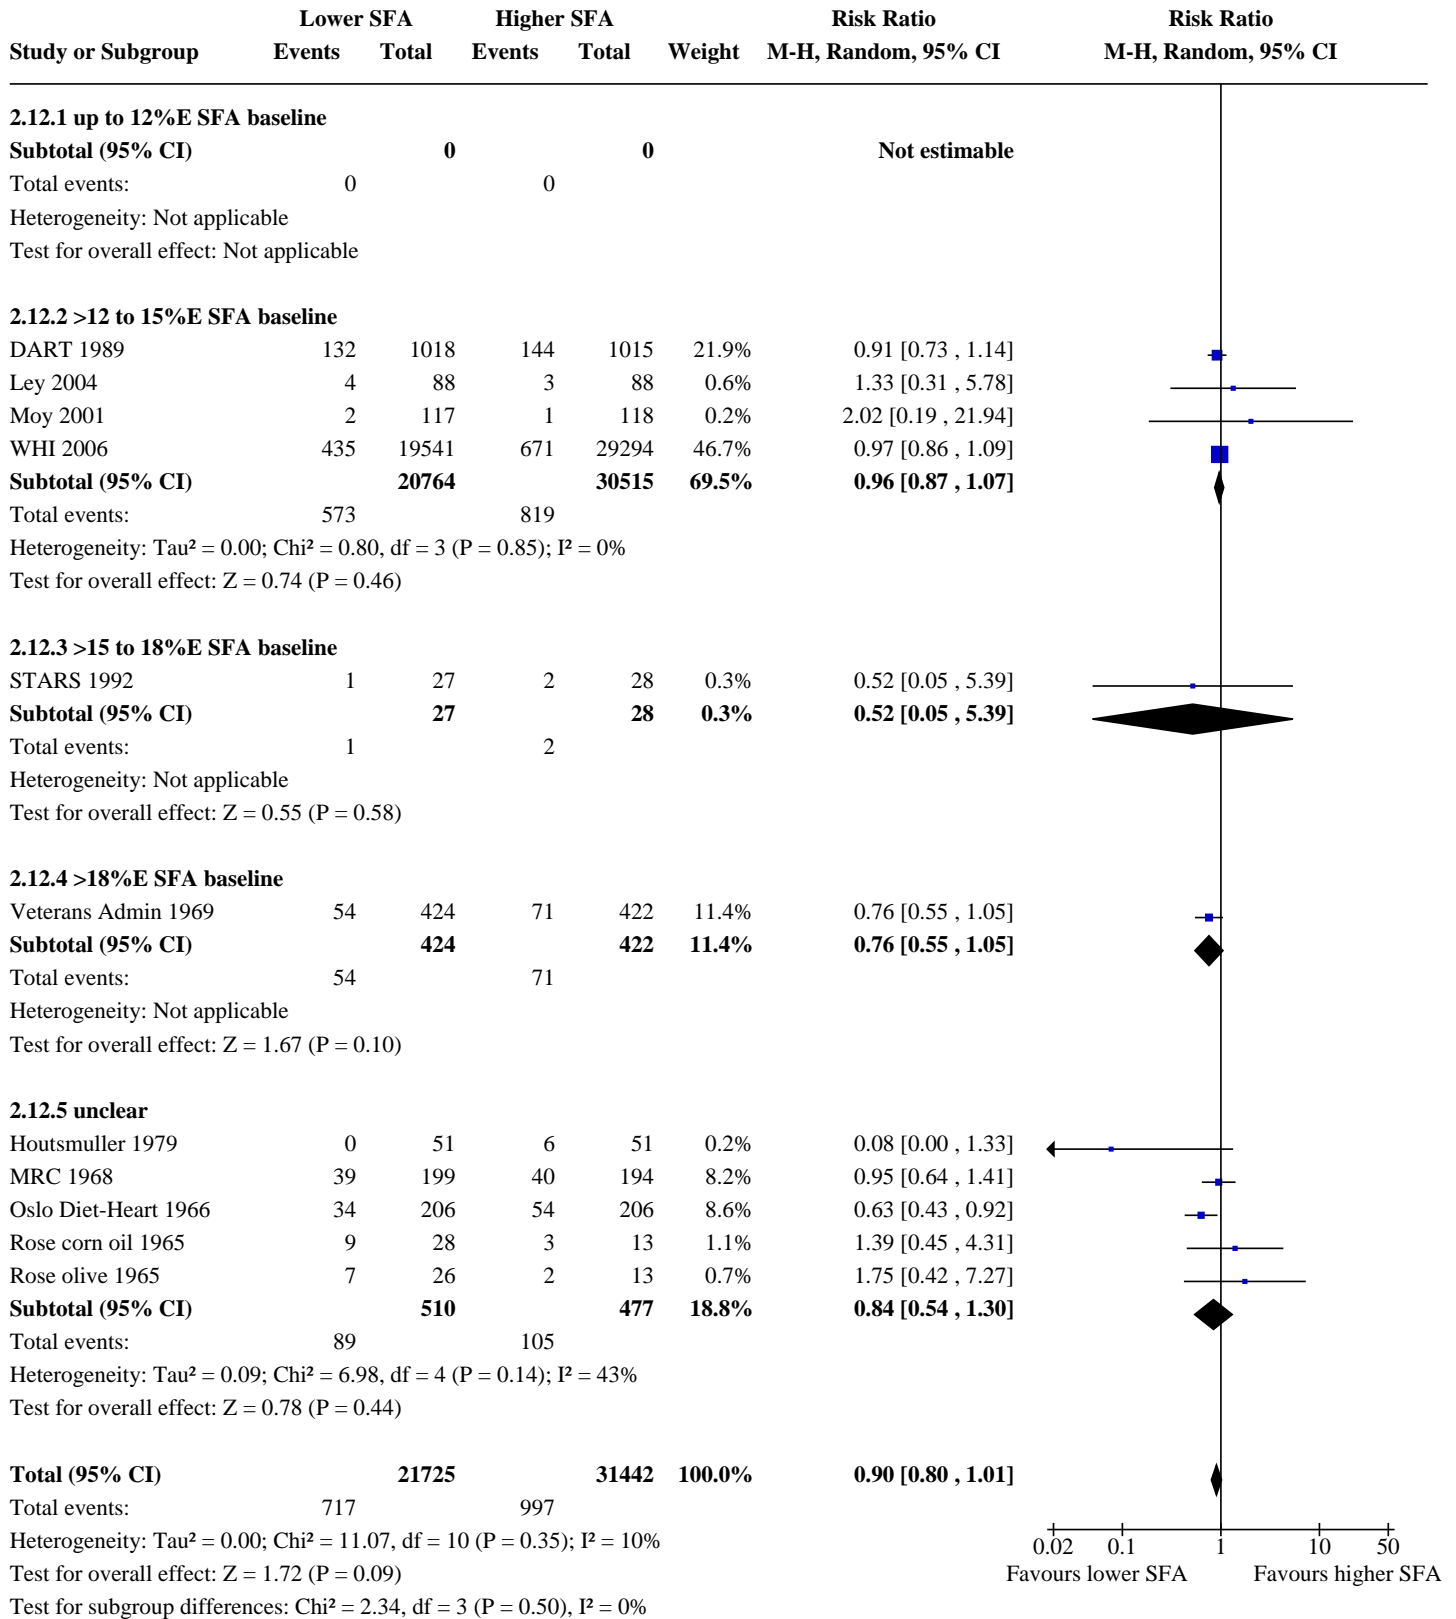 Lower SFA Higher SFA Risk Ratio Risk Ratio
Study or Subgroup Events Total Events Total Weight M-H, Random, 95% CI M-H, Random, 95% CI
2.12.1 up to 12%E SFA baseline
Subtotal (95% CI) 0 0 Not estimable
Total events: 0 0
Heterogeneity: Not applicable
Test for overall effect: Not applicable
2.12.2 >12 to 15%E SFA baseline
DART 1989 132 1018 144 1015 21.9% 0.91 [0.73 , 1.14]
Ley 2004 4 88 3 88 0.6% 1.33 [0.31 , 5.78]
Moy 2001 2 117 1 118 0.2% 2.02 [0.19 , 21.94]
WHI 2006 435 19541 671 29294 46.7% 0.97 [0.86 , 1.09]
Subtotal (95% CI) 20764 30515 69.5% 0.96 [0.87 , 1.07]
Total events: 573 819
Heterogeneity: Tau² = 0.00; Chi² = 0.80, df = 3 (P = 0.85); I² = 0%
Test for overall effect: Z = 0.74 (P = 0.46)
2.12.3 >15 to 18%E SFA baseline
STARS 1992 1 27 2 28 0.3% 0.52 [0.05 , 5.39]
Subtotal (95% CI) 27 28 0.3% 0.52 [0.05 , 5.39]
Total events: 1 2
Heterogeneity: Not applicable
Test for overall effect: Z = 0.55 (P = 0.58)
2.12.4 >18%E SFA baseline
Veterans Admin 1969 54 424 71 422 11.4% 0.76 [0.55 , 1.05]
Subtotal (95% CI) 424 422 11.4% 0.76 [0.55 , 1.05]
Total events: 54 71
Heterogeneity: Not applicable
Test for overall effect: Z = 1.67 (P = 0.10)
2.12.5 unclear
Houtsmuller 1979 0 51 6 51 0.2% 0.08 [0.00 , 1.33]
MRC 1968 39 199 40 194 8.2% 0.95 [0.64 , 1.41]
Oslo Diet-Heart 1966 34 206 54 206 8.6% 0.63 [0.43 , 0.92]
Rose corn oil 1965 9 28 3 13 1.1% 1.39 [0.45 , 4.31]
Rose olive 1965 7 26 2 13 0.7% 1.75 [0.42 , 7.27]
Subtotal (95% CI) 510 477 18.8% 0.84 [0.54 , 1.30]
Total events: 89 105
Heterogeneity: Tau² = 0.09; Chi² = 6.98, df = 4 (P = 0.14); I² = 43%
Test for overall effect: Z = 0.78 (P = 0.44)
Total (95% CI) 21725 31442 100.0% 0.90 [0.80 , 1.01]
Total events: 717 997
Heterogeneity: Tau² = 0.00; Chi² = 11.07, df = 10 (P = 0.35); I² = 10%
0.02 0.1 1 10 50
Test for overall effect: Z = 1.72 (P = 0.09) Favours lower SFA Favours higher SFA
Test for subgroup differences: Chi² = 2.34, df = 3 (P = 0.50), I² = 0%